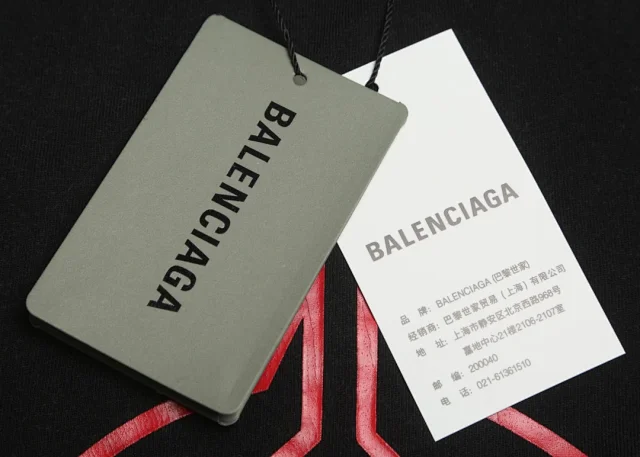 BALENCIAGA
BALENCIAGA
品 牌: BALENCIAGA (巴黎世家)
经销商: 巴黎世家贸易 (上海) 有限公司
地 址: 上海市静安区北京西路968号
嘉地中心21楼2106-2107室
邮 编: 200040
电 话: 021-61361510